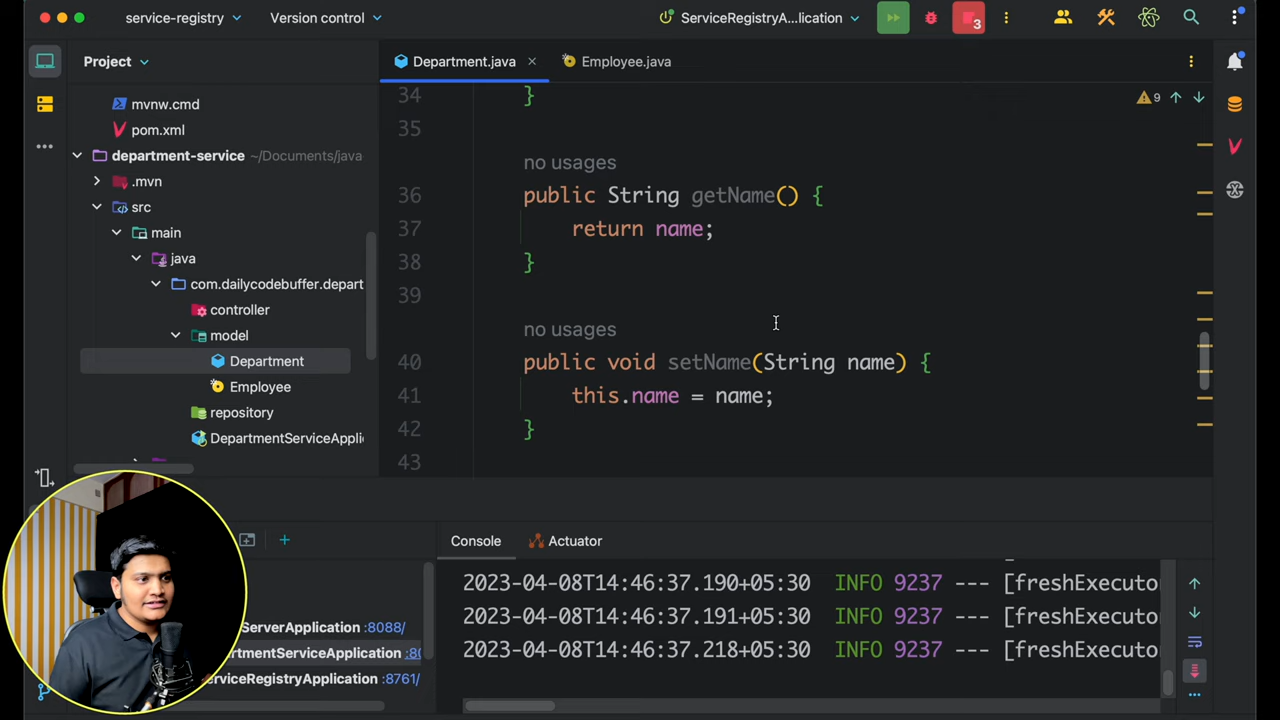 service-registry
Version control
ServiceRegistryA...lication
3
Project
Department.java
Employee.java
mvnw.cmd
pom.xml
department-service ~/Documents/java
.mvn
src
main
java
com.dailycodebuffer.depart
controller
model
Department
Employee
repository
DepartmentServiceAppli
34 }
35
no usages
36 public String getName() {
37 return name;
38 }
39
no usages
40 public void setName(String name) {
41 this.name = name;
42 }
43
9
Console
Actuator
ServerApplication :8088/
artmentServiceApplication :80
erviceRegistryApplication :8761/
2023-04-08T14:46:37.190+05:30 INFO 9237 --- [freshExecuto
2023-04-08T14:46:37.191+05:30 INFO 9237 --- [freshExecuto
2023-04-08T14:46:37.218+05:30 INFO 9237 --- [freshExecuto